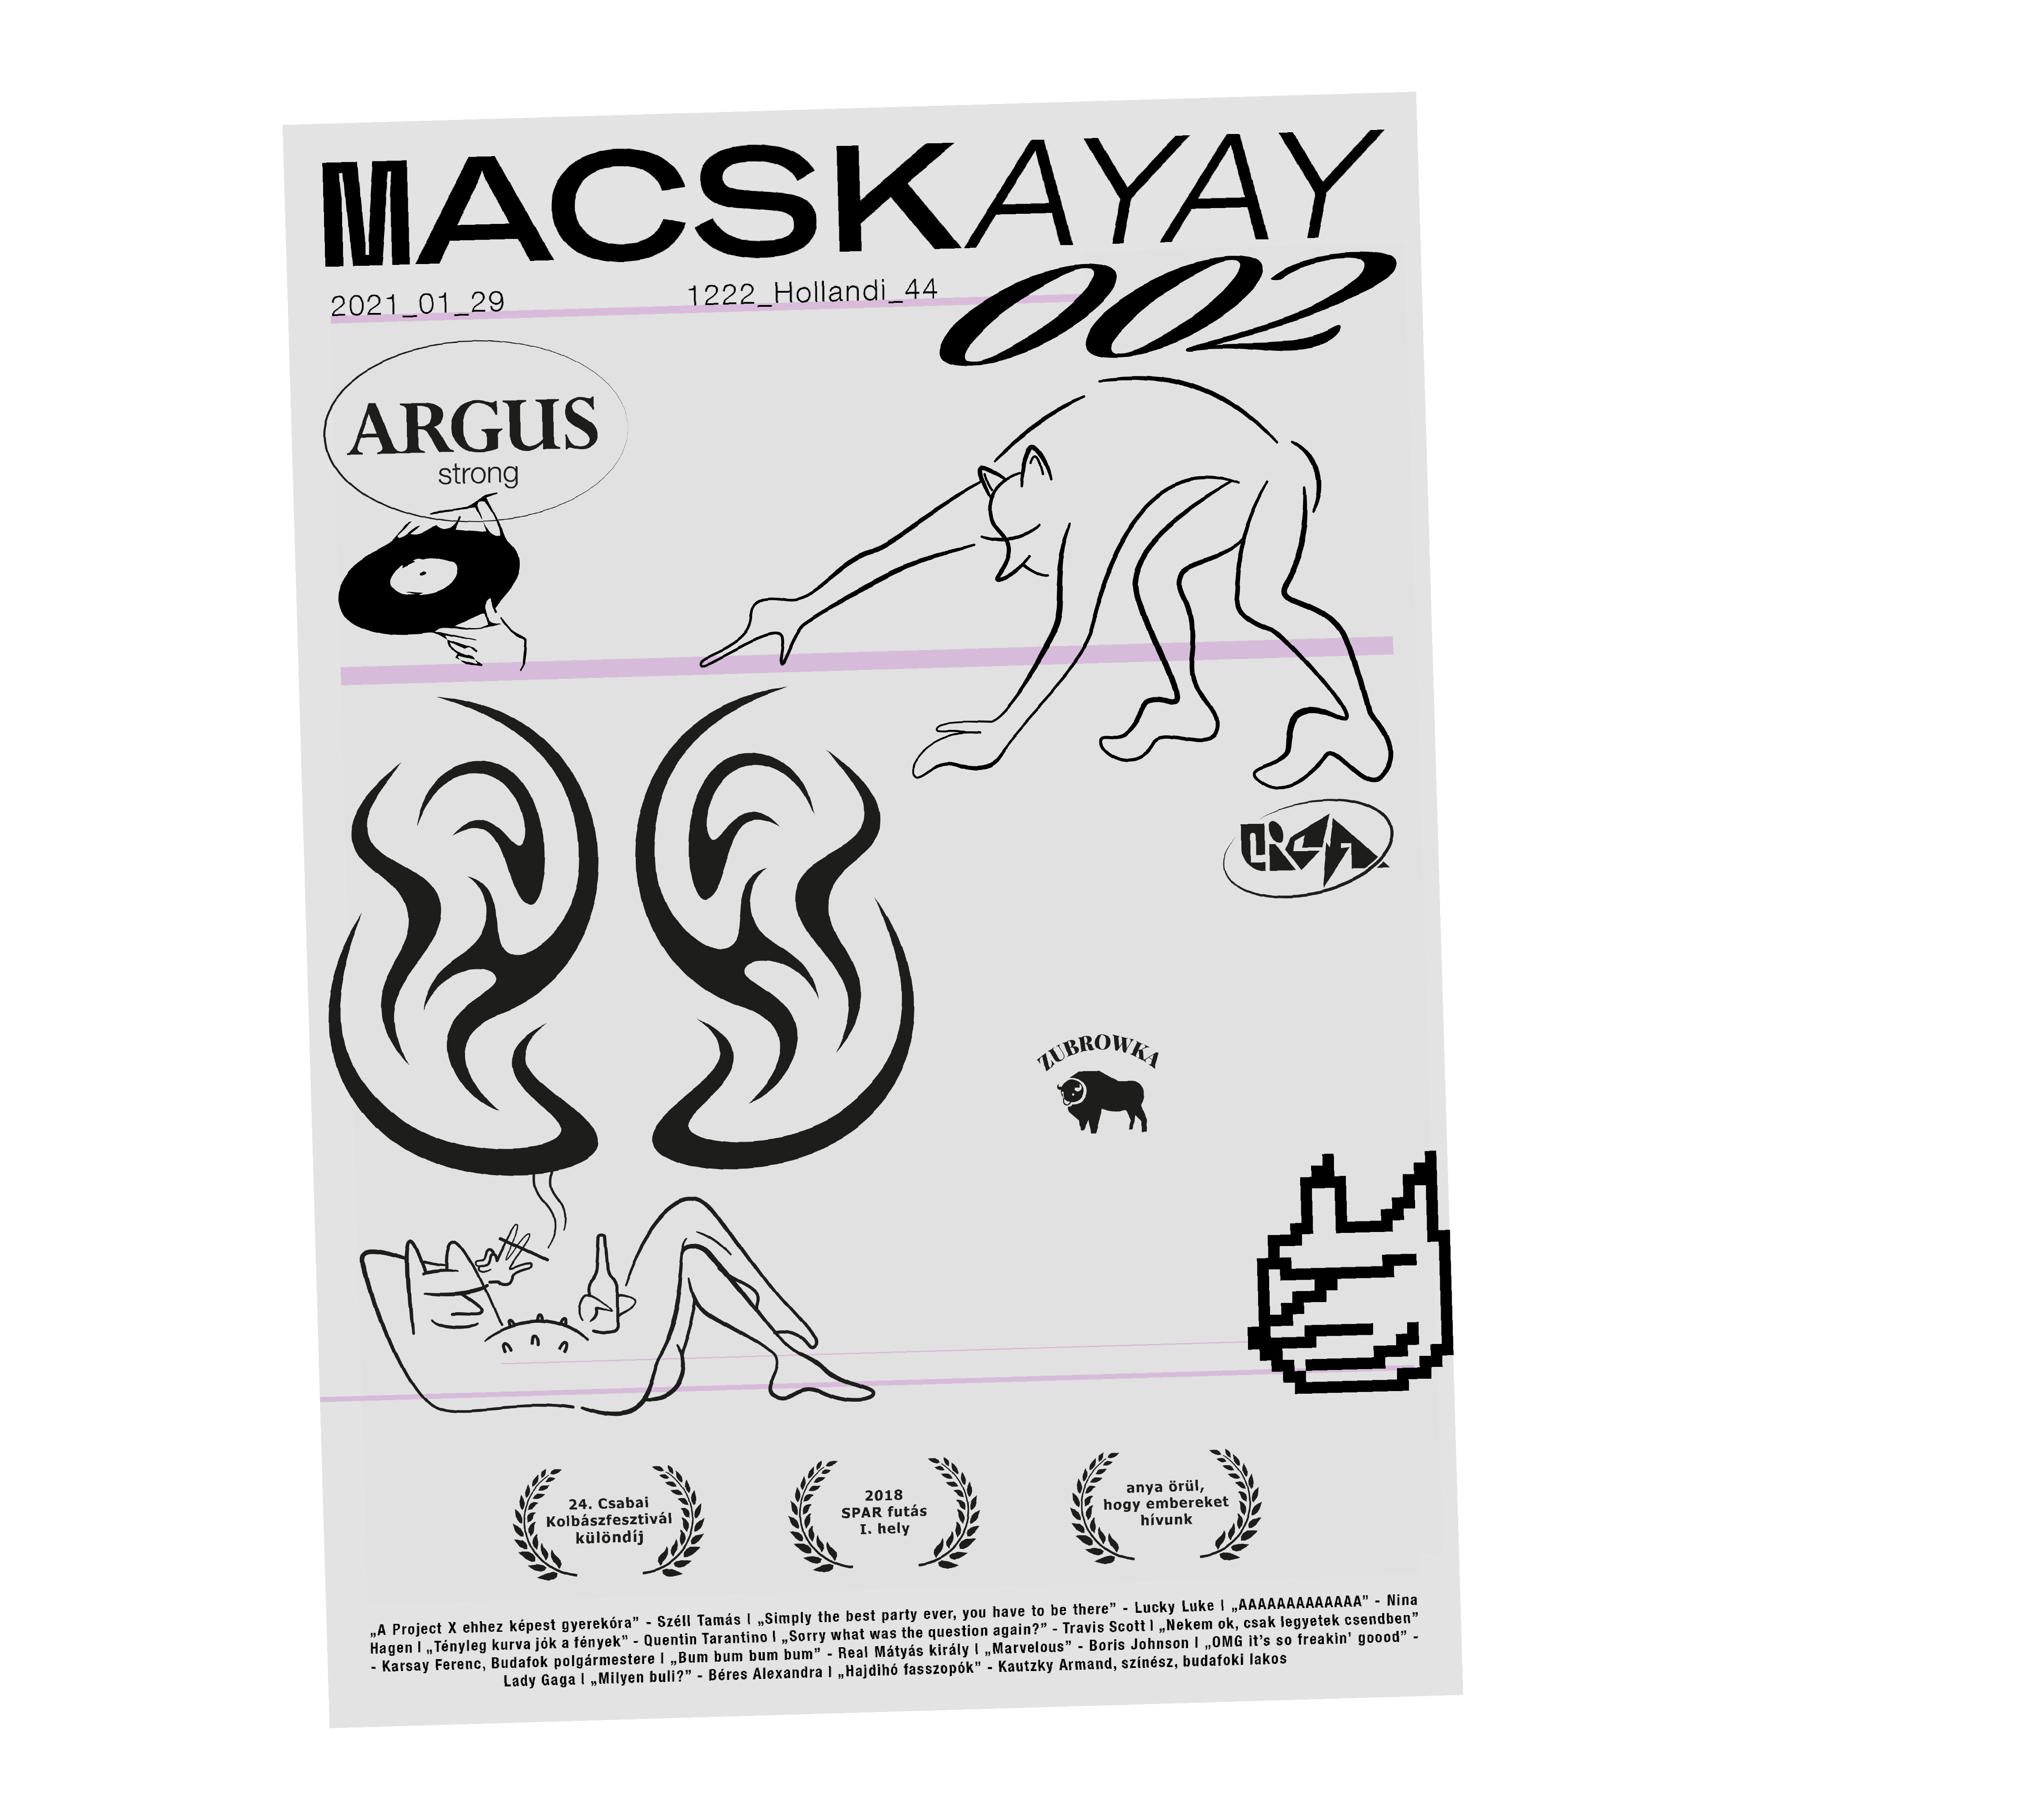 MACSKAYAY
002
2021_01_29
1222_Hollandi_44
ARGUS
strong
CICA
ZUBROWKA
24. Csabai
Kolbászfesztivál
különdíj
2018
SPAR futás
I. hely
anya örül,
hogy embereket
hívunk
„A Project X ehhez képest gyerekóra” - Széll Tamás | „Simply the best party ever, you have to be there” - Lucky Luke | „AAAAAAAAAAAAA” - Nina
Hagen | „Tényleg kurva jók a fények” - Quentin Tarantino | „Sorry what was the question again?” - Travis Scott | „Nekem ok, csak legyetek csendben”
- Karsay Ferenc, Budafok polgármestere | „Bum bum bum bum” - Real Mátyás király | „Marvelous” - Boris Johnson | „OMG it’s so freakin’ goood” -
Lady Gaga | „Milyen buli?” - Béres Alexandra | „Hajdihó fasszopók” - Kautzky Armand, színész, budafoki lakos